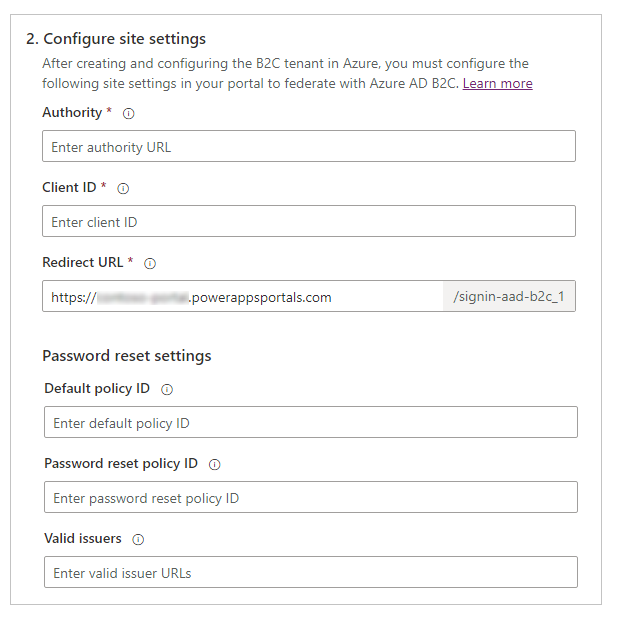 2. Configure site settings
After creating and configuring the B2C tenant in Azure, you must configure the
following site settings in your portal to federate with Azure AD B2C. Learn more
Authority *
Enter authority URL
Client ID *
Enter client ID
Redirect URL *
https:// .powerappsportals.com /signin-aad-b2c_1
Password reset settings
Default policy ID
Enter default policy ID
Password reset policy ID
Enter password reset policy ID
Valid issuers
Enter valid issuer URLs